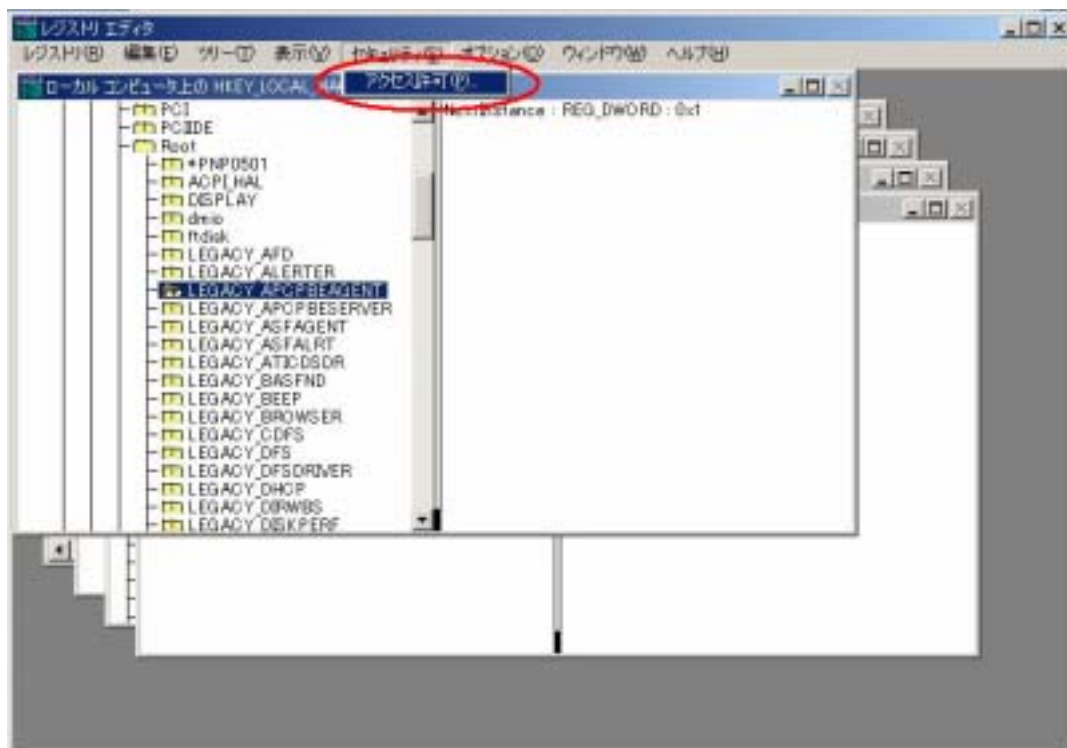 レジストリ エディタ
レジストリ(R) 編集(E) ツリー(T) 表示(V) セキュリティ(S) オプション(O) ウィンドウ(W) ヘルプ(H)
アクセス許可(P)...
ローカル コンピュータ上の HKEY_LOCAL_MA
PCI
PCIIDE
Root
*PNP0501
ACPI_HAL
DISPLAY
dmio
ftdisk
LEGACY_AFD
LEGACY_ALERTER
LEGACY_APCPBEAGENT
LEGACY_APCPBESERVER
LEGACY_ASFAGENT
LEGACY_ASFALRT
LEGACY_ATICDSDR
LEGACY_BASFND
LEGACY_BEEP
LEGACY_BROWSER
LEGACY_CDFS
LEGACY_DFS
LEGACY_DFSDRIVER
LEGACY_DHCP
LEGACY_DIRWBS
LEGACY_DISKPERF
NextInstance : REG_DWORD : 0x1